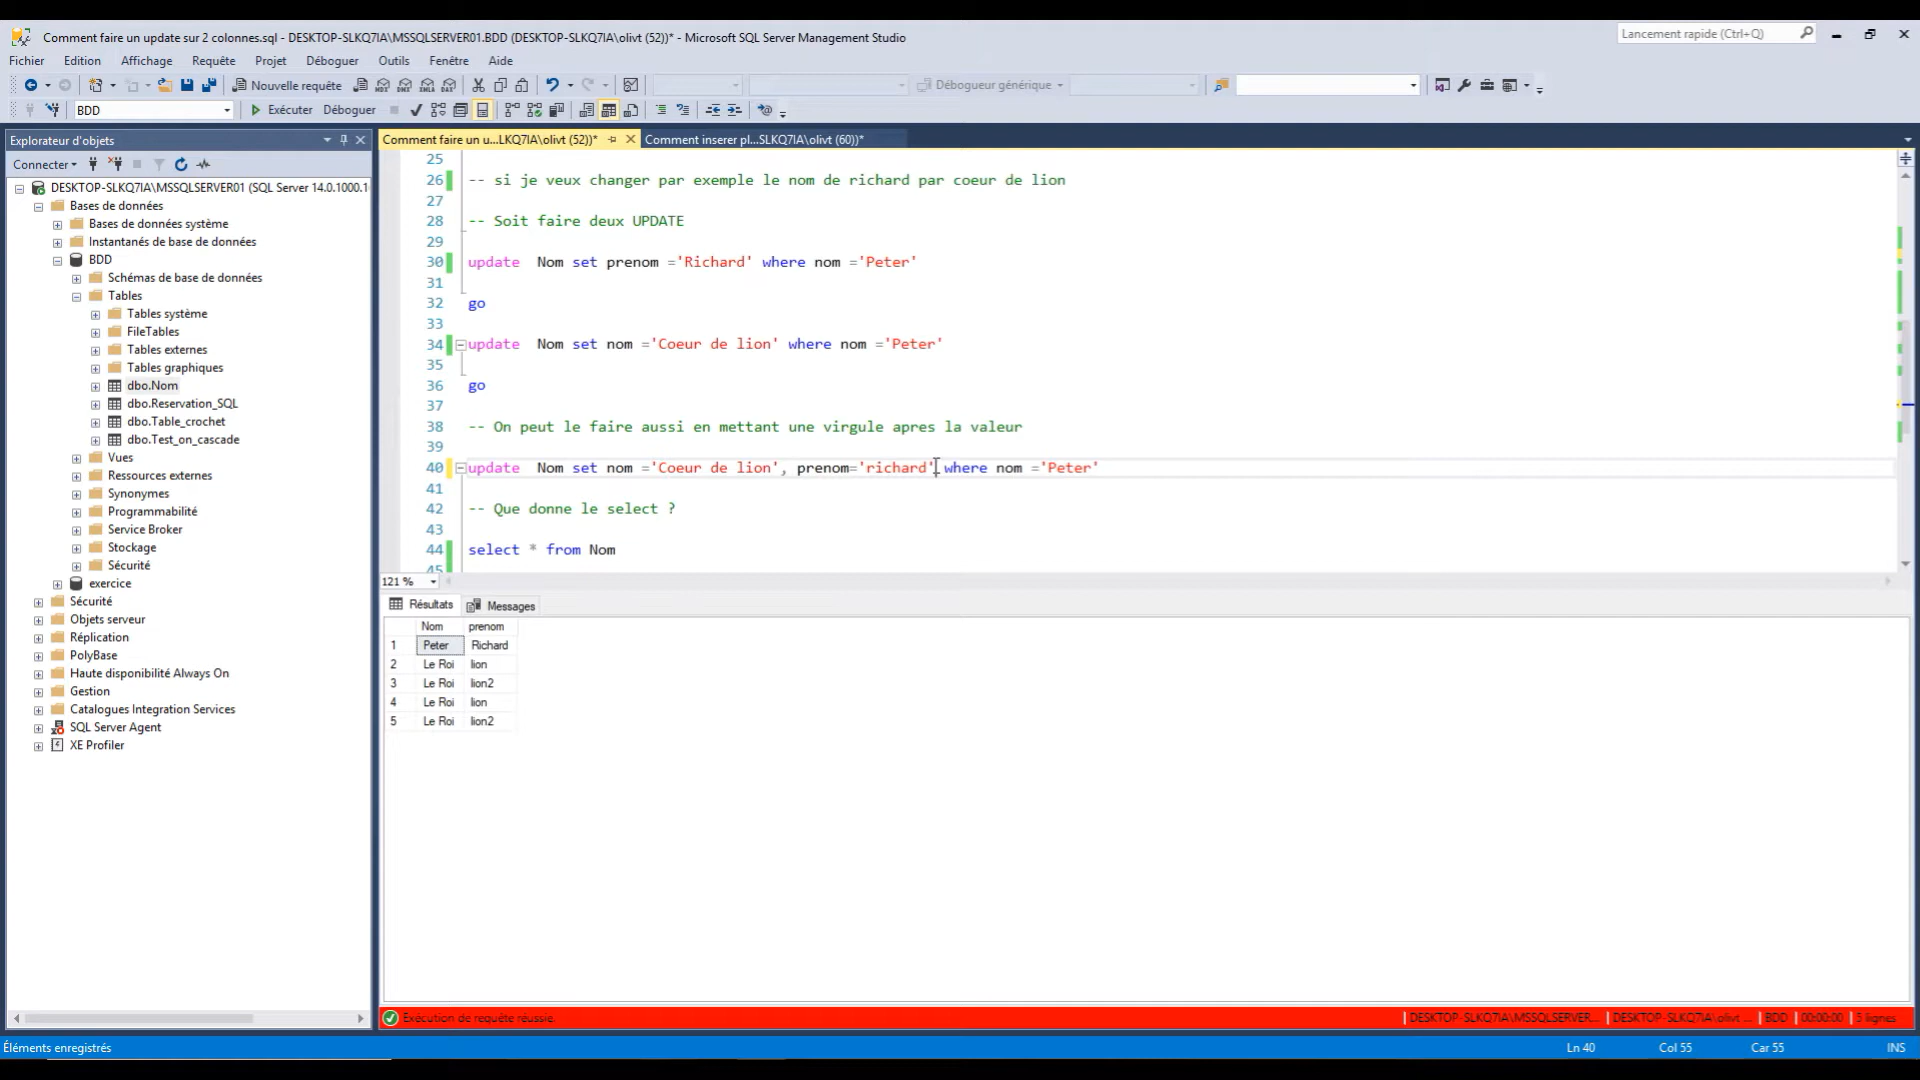 Comment faire un update sur 2 colonnes.sql - DESKTOP-SLKQ7IA\MSSQLSERVER01.BDD (DESKTOP-SLKQ7IA\olivt (52))* - Microsoft SQL Server Management Studio
Lancement rapide (Ctrl+Q)
Fichier Edition Affichage Requête Projet Déboguer Outils Fenêtre Aide
Nouvelle requête
Débogueur générique
BDD
Exécuter Déboguer
Explorateur d'objets
Connecter
DESKTOP-SLKQ7IA\MSSQLSERVER01 (SQL Server 14.0.1000.1
Bases de données
Bases de données système
Instantanés de base de données
BDD
Schémas de base de données
Tables
Tables système
FileTables
Tables externes
Tables graphiques
dbo.Nom
dbo.Reservation_SQL
dbo.Table_crochet
dbo.Test_on_cascade
Vues
Ressources externes
Synonymes
Programmabilité
Service Broker
Stockage
Sécurité
exercice
Sécurité
Objets serveur
Réplication
PolyBase
Haute disponibilité Always On
Gestion
Catalogues Integration Services
SQL Server Agent
XE Profiler
Comment faire un u...LKQ7IA\olivt (52))*
Comment inserer pl...SLKQ7IA\olivt (60))*
25
26 -- si je veux changer par exemple le nom de richard par coeur de lion
27
28 -- Soit faire deux UPDATE
29
30 update  Nom set prenom ='Richard' where nom ='Peter'
31
32 go
33
34 update  Nom set nom ='Coeur de lion' where nom ='Peter'
35
36 go
37
38 -- On peut le faire aussi en mettant une virgule apres la valeur
39
40 update  Nom set nom ='Coeur de lion', prenom='richard' where nom ='Peter'
41
42 -- Que donne le select ?
43
44 select * from Nom
45
121 %
Résultats Messages
Nom prenom
1 Peter Richard
2 Le Roi lion
3 Le Roi lion2
4 Le Roi lion
5 Le Roi lion2
Exécution de requête réussie.
DESKTOP-SLKQ7IA\MSSQLSERVER... DESKTOP-SLKQ7IA\olivt ... BDD 00:00:00 5 lignes
Éléments enregistrés
Ln 40 Col 55 Car 55 INS